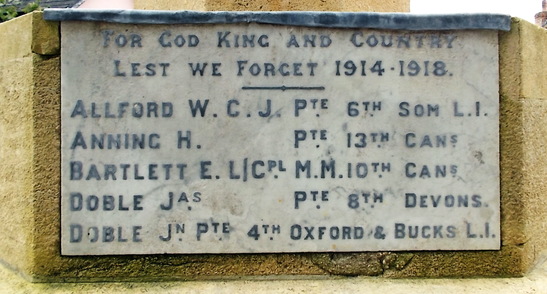 FOR GOD KING AND COUNTRY
LEST WE FORGET 1914-1918.
ALLFORD W. C. J. PTE 6TH SOM L.I.
ANNING H. PTE 13TH CANS
BARTLETT E. L/CPL M.M. 10TH CANS
DOBLE JAS PTE 8TH DEVONS.
DOBLE JN PTE 4TH OXFORD & BUCKS L.I.